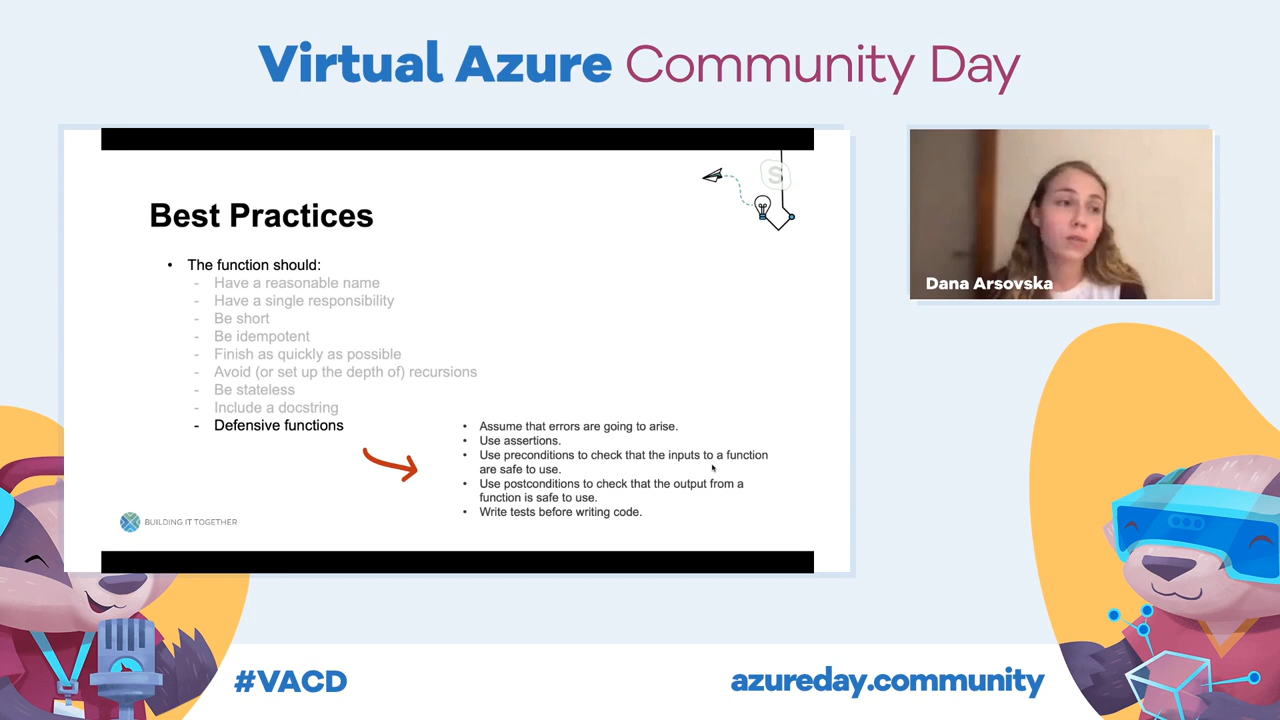 Virtual Azure Community Day
S
Best Practices
• The function should:
- Have a reasonable name
- Have a single responsibility
- Be short
- Be idempotent
- Finish as quickly as possible
- Avoid (or set up the depth of) recursions
- Be stateless
- Include a docstring
- Defensive functions
• Assume that errors are going to arise.
• Use assertions.
• Use preconditions to check that the inputs to a function
are safe to use.
• Use postconditions to check that the output from a
function is safe to use.
• Write tests before writing code.
BUILDING IT TOGETHER
Dana Arsovska
#VACD
azureday.community